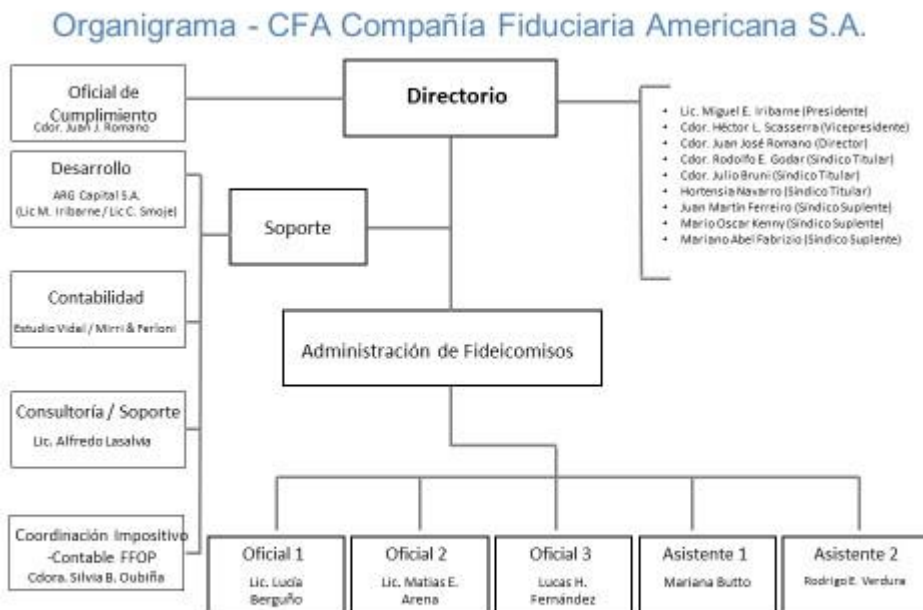 Organigrama - CFA Compañía Fiduciaria Americana S.A.
Oficial de
Cumplimiento
Cdor. Juan J. Romano
Directorio
• Lic. Miguel E. Iribarne (Presidente)
• Cdor. Héctor L. Scasserra (Vicepresidente)
• Cdor. Juan José Romano (Director)
• Cdor. Rodolfo E. Godar (Síndico Titular)
• Cdor. Julio Bruni (Síndico Titular)
• Hortensia Navarro (Síndico Titular)
• Juan Martín Ferreiro (Síndico Suplente)
• Mario Oscar Kenny (Síndico Suplente)
• Mariano Abel Fabrizio (Síndico Suplente)
Desarrollo
ARG Capital S.A.
(Lic M. Iribarne / Lic C. Smoje)
Soporte
Contabilidad
Estudio Vidal / Mirri & Ferloni
Administración de Fideicomisos
Consultoría / Soporte
Lic. Alfredo Lasalvia
Coordinación Impositivo
-Contable FFOP
Cdora. Silvia B. Oubiña
Oficial 1
Lic. Lucía
Berguño
Oficial 2
Lic. Matias E.
Arena
Oficial 3
Lucas H.
Fernández
Asistente 1
Mariana Butto
Asistente 2
Rodrigo E. Verdura